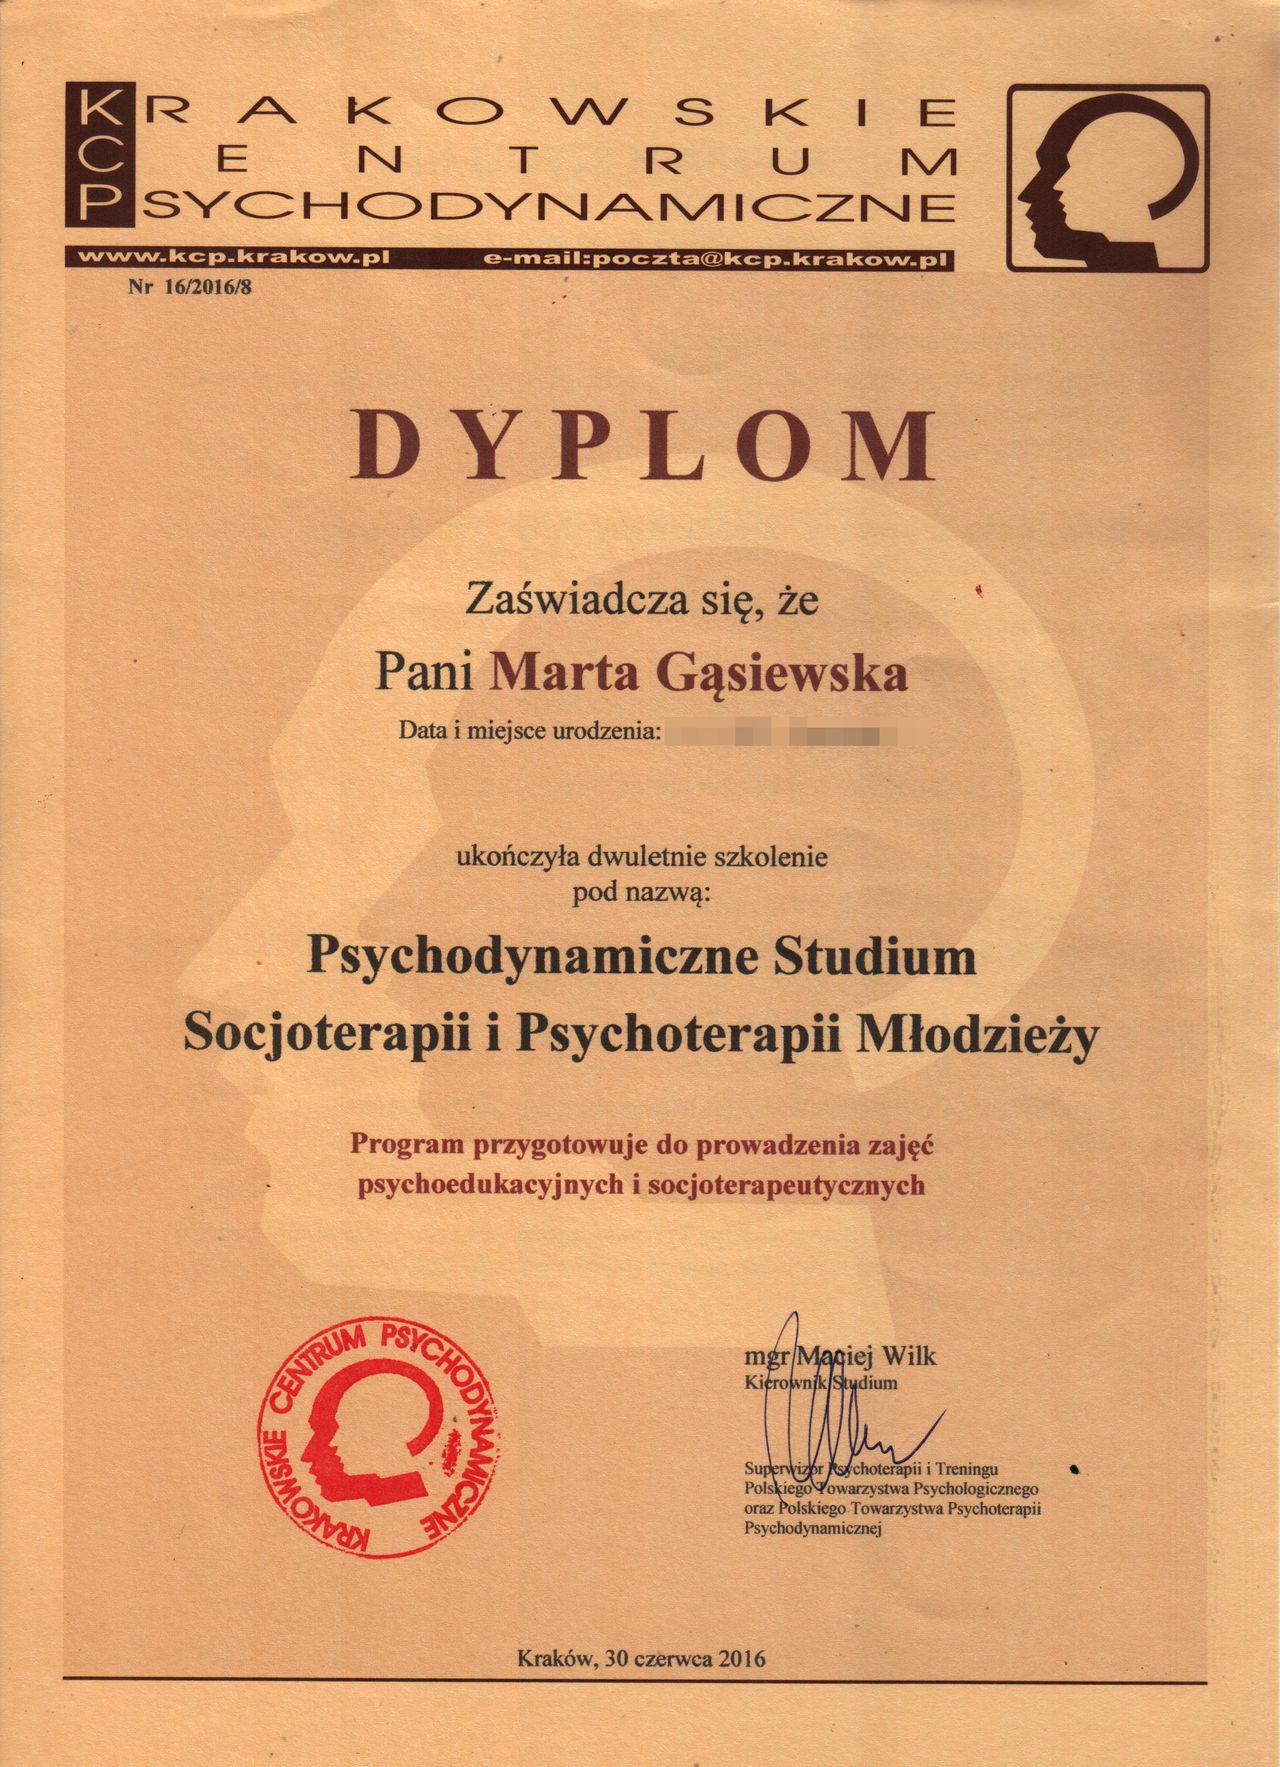 KRAKOWSKIE
CENTRUM
PSYCHODYNAMICZNE
www.kcp.krakow.pl e-mail:poczta@kcp.krakow.pl
Nr 16/2016/8
DYPLOM
Zaświadcza się, że
Pani Marta Gąsiewska
Data i miejsce urodzenia:
ukończyła dwuletnie szkolenie
pod nazwą:
Psychodynamiczne Studium
Socjoterapii i Psychoterapii Młodzieży
Program przygotowuje do prowadzenia zajęć
psychoedukacyjnych i socjoterapeutycznych
KRAKOWSKIE CENTRUM PSYCHODYNAMICZNE
mgr Maciej Wilk
Kierownik Studium
Superwizor Psychoterapii i Treningu
Polskiego Towarzystwa Psychologicznego
oraz Polskiego Towarzystwa Psychoterapii
Psychodynamicznej
Kraków, 30 czerwca 2016